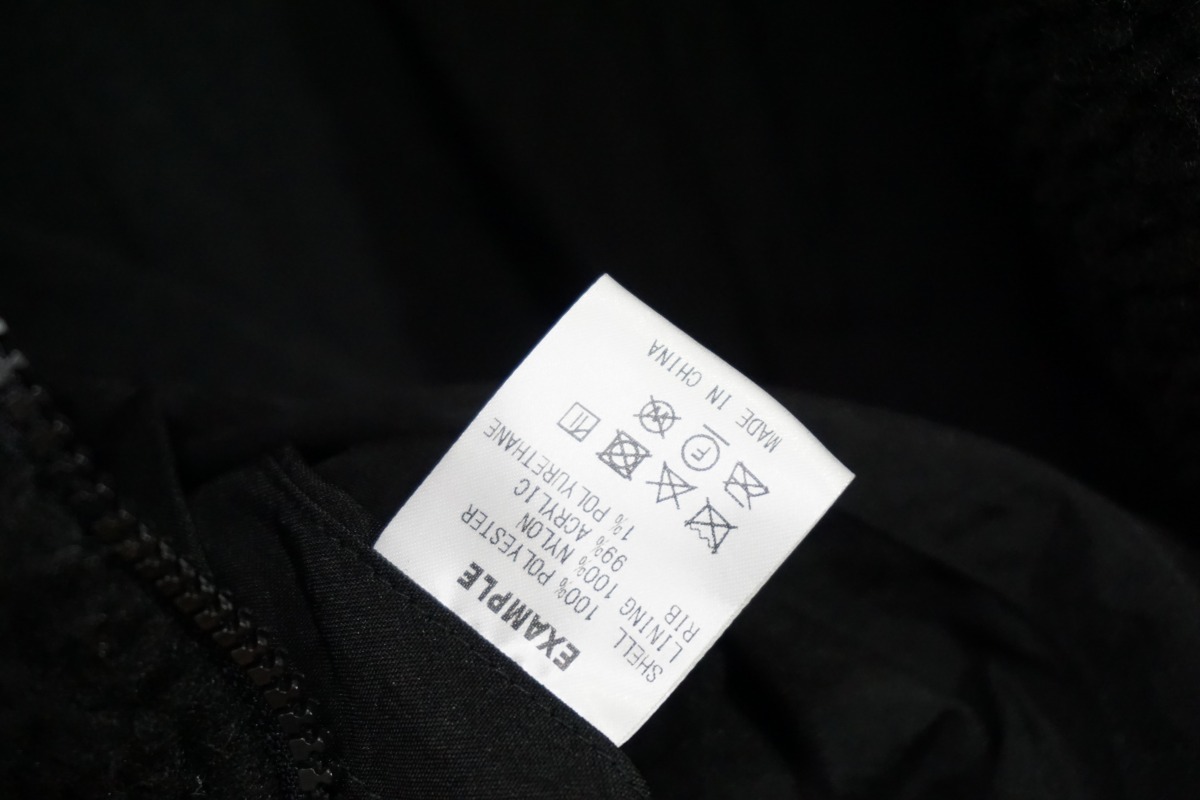 EXAMPLE
SHELL 100% POLYESTER
LINING 100% NYLON
RIB 99% ACRYLIC
1% POLYURETHANE
F
W
MADE IN CHINA